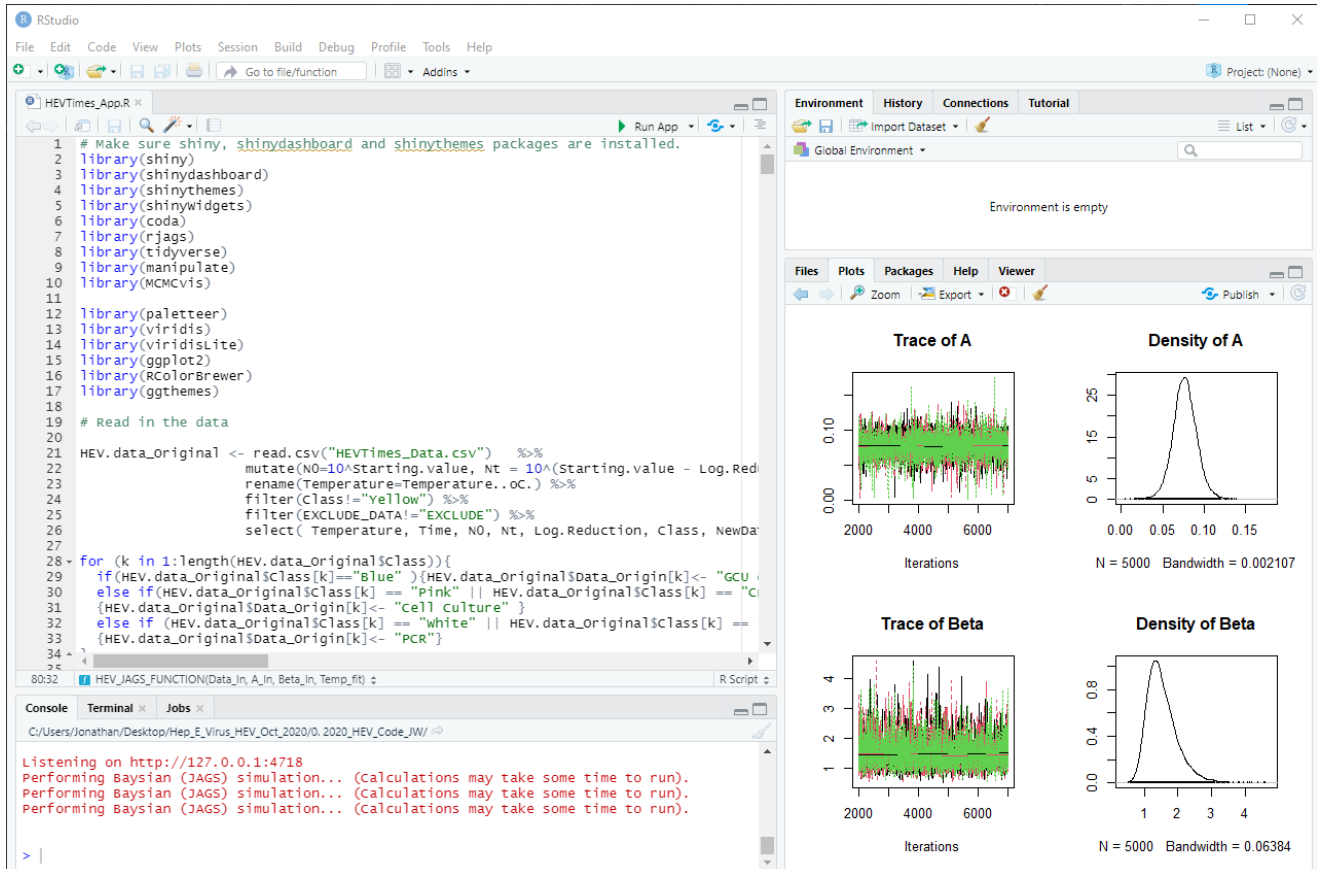 RStudio
File Edit Code View Plots Session Build Debug Profile Tools Help
Go to file/function Addins Project: (None)
HEVTimes_App.R
Run App
1 # Make sure shiny, shinydashboard and shinythemes packages are installed.
2 library(shiny)
3 library(shinydashboard)
4 library(shinythemes)
5 library(shinyWidgets)
6 library(coda)
7 library(rjags)
8 library(tidyverse)
9 library(manipulate)
10 library(MCMCvis)
11
12 library(paletteer)
13 library(viridis)
14 library(viridisLite)
15 library(ggplot2)
16 library(RColorBrewer)
17 library(ggthemes)
18
19 # Read in the data
20
21 HEV.data_Original <- read.csv("HEVTimes_Data.csv") %>%
22 mutate(N0=10^Starting.value, Nt = 10^(Starting.value - Log.Redu
23 rename(Temperature=Temperature..oC.) %>%
24 filter(Class!="Yellow") %>%
25 filter(EXCLUDE_DATA!="EXCLUDE") %>%
26 select( Temperature, Time, N0, Nt, Log.Reduction, Class, NewDat
27
28 for (k in 1:length(HEV.data_Original$Class)){
29 if(HEV.data_Original$Class[k]=="Blue" ){HEV.data_Original$Data_Origin[k]<- "GCU
30 else if(HEV.data_Original$Class[k] == "Pink" || HEV.data_Original$Class[k] == "Cr
31 {HEV.data_Original$Data_Origin[k]<- "Cell Culture" }
32 else if (HEV.data_Original$Class[k] == "White" || HEV.data_Original$Class[k] ==
33 {HEV.data_Original$Data_Origin[k]<- "PCR"}
34
35
80:32 HEV_JAGS_FUNCTION(Data_In, A_In, Beta_In, Temp_fit) R Script
Console Terminal Jobs
C:/Users/Jonathan/Desktop/Hep_E_Virus_HEV_Oct_2020/0. 2020_HEV_Code_JW/
Listening on http://127.0.0.1:4718
Performing Baysian (JAGS) simulation... (Calculations may take some time to run).
Performing Baysian (JAGS) simulation... (Calculations may take some time to run).
Performing Baysian (JAGS) simulation... (Calculations may take some time to run).
>
Environment History Connections Tutorial
Import Dataset List
Global Environment
Environment is empty
Files Plots Packages Help Viewer
Zoom Export Publish
Trace of A
0.00 0.10
2000 4000 6000
Iterations
Density of A
0 5 15 25
0.00 0.05 0.10 0.15
N = 5000 Bandwidth = 0.002107
Trace of Beta
1 2 3 4
2000 4000 6000
Iterations
Density of Beta
0.0 0.4 0.8
1 2 3 4
N = 5000 Bandwidth = 0.06384